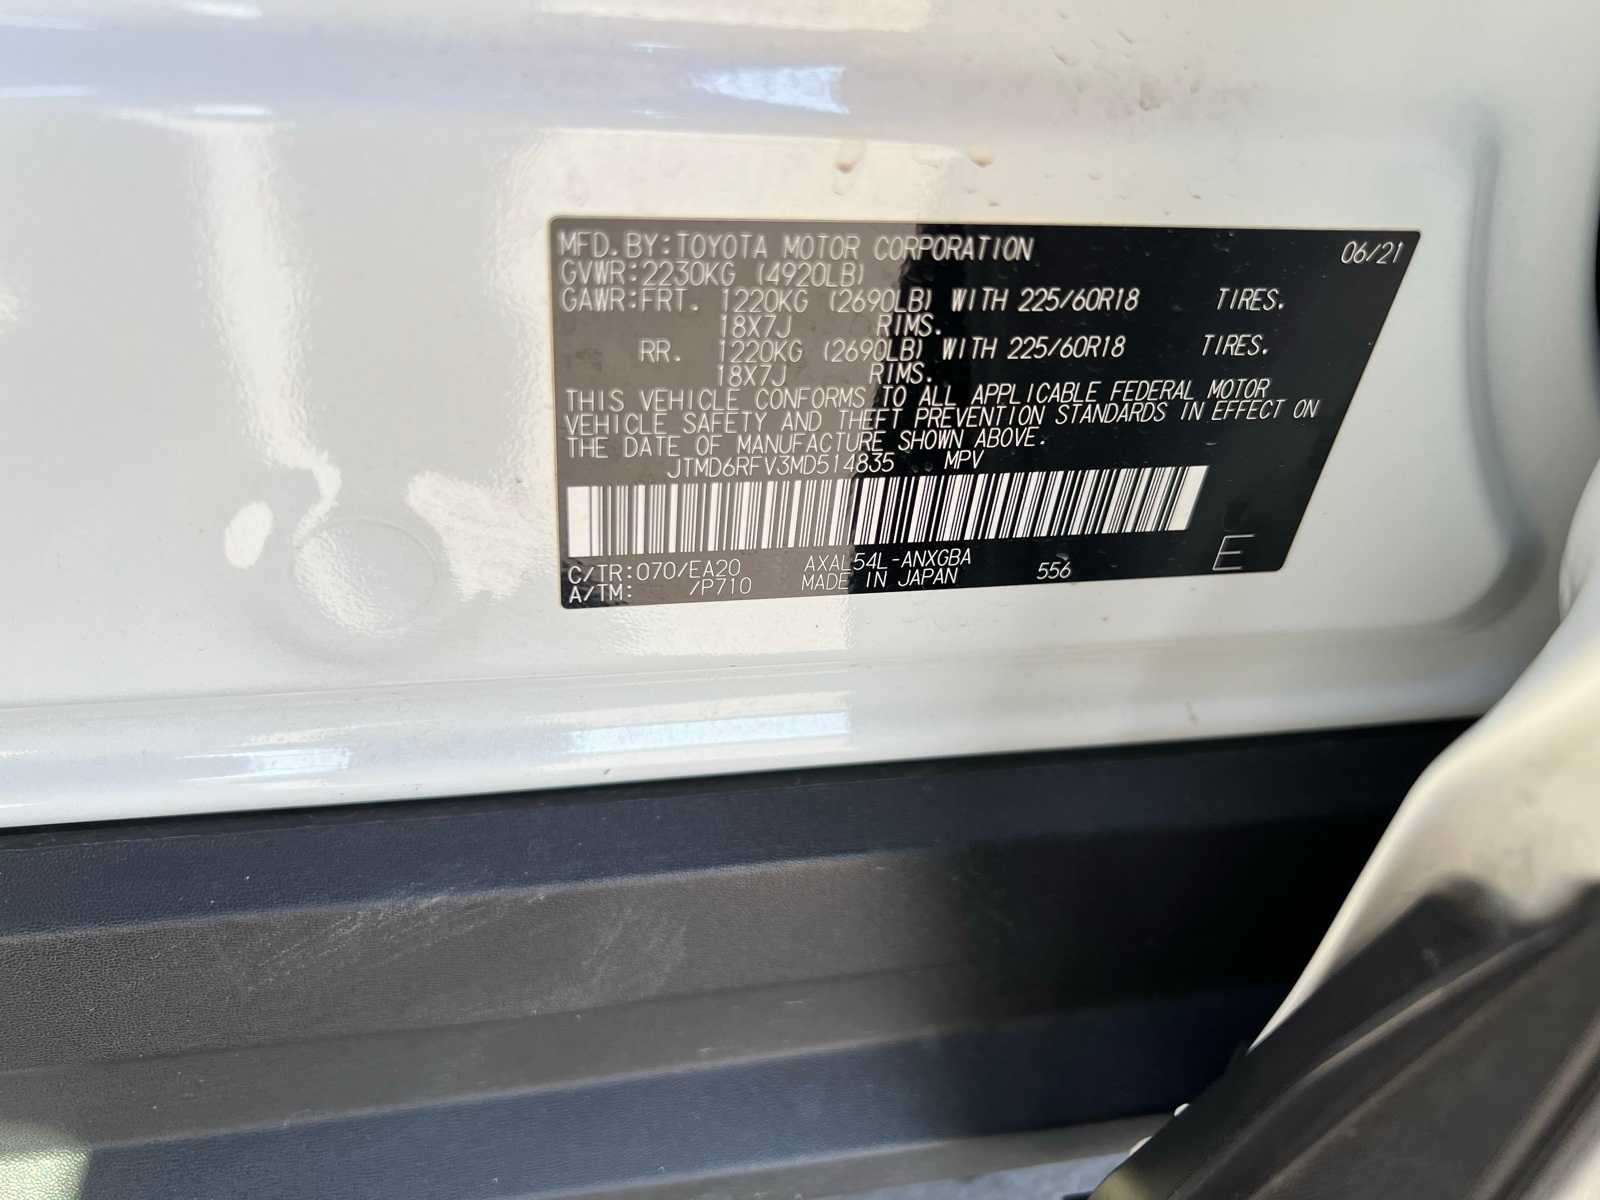 MFD.BY:TOYOTA MOTOR CORPORATION 06/21
GVWR:2230KG (4920LB)
GAWR:FRT. 1220KG (2690LB) WITH 225/60R18 TIRES.
18X7J RIMS.
RR. 1220KG (2690LB) WITH 225/60R18 TIRES.
18X7J RIMS.
THIS VEHICLE CONFORMS TO ALL APPLICABLE FEDERAL MOTOR
VEHICLE SAFETY AND THEFT PREVENTION STANDARDS IN EFFECT ON
THE DATE OF MANUFACTURE SHOWN ABOVE.
JTMD6RFV3MD514835 MPV
C/TR:070/EA20 AXAL54L-ANXGBA
A/TM: /P710 MADE IN JAPAN 556 E